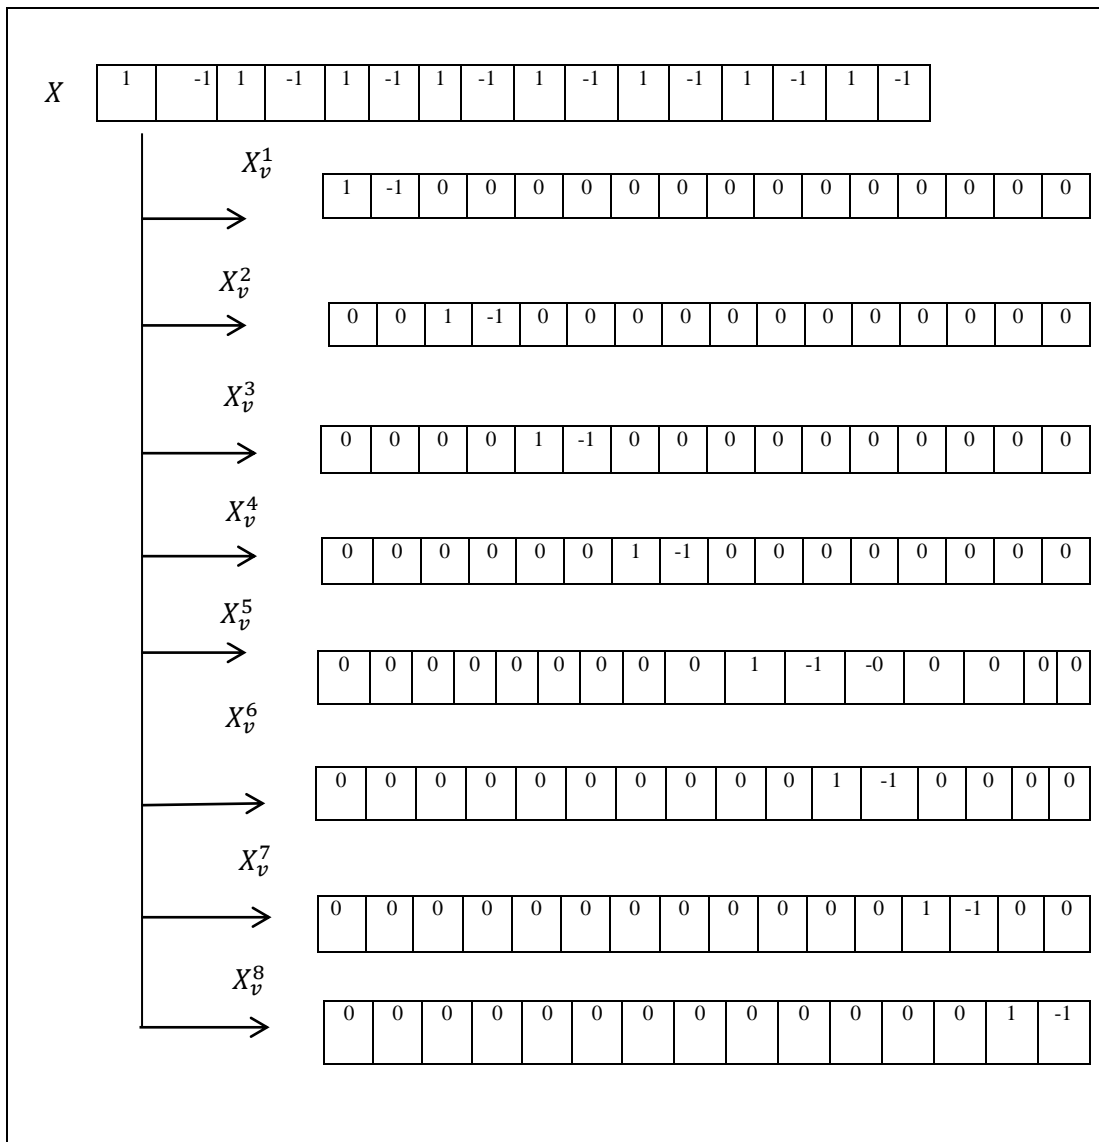 X 1 -1 1 -1 1 -1 1 -1 1 -1 1 -1 1 -1 1 -1
X_v^1
1 -1 0 0 0 0 0 0 0 0 0 0 0 0 0 0
X_v^2
0 0 1 -1 0 0 0 0 0 0 0 0 0 0 0 0
X_v^3
0 0 0 0 1 -1 0 0 0 0 0 0 0 0 0 0
X_v^4
0 0 0 0 0 0 1 -1 0 0 0 0 0 0 0 0
X_v^5
0 0 0 0 0 0 0 0 0 1 -1 -0 0 0 0 0
X_v^6
0 0 0 0 0 0 0 0 0 0 1 -1 0 0 0 0
X_v^7
0 0 0 0 0 0 0 0 0 0 0 0 1 -1 0 0
X_v^8
0 0 0 0 0 0 0 0 0 0 0 0 0 1 -1